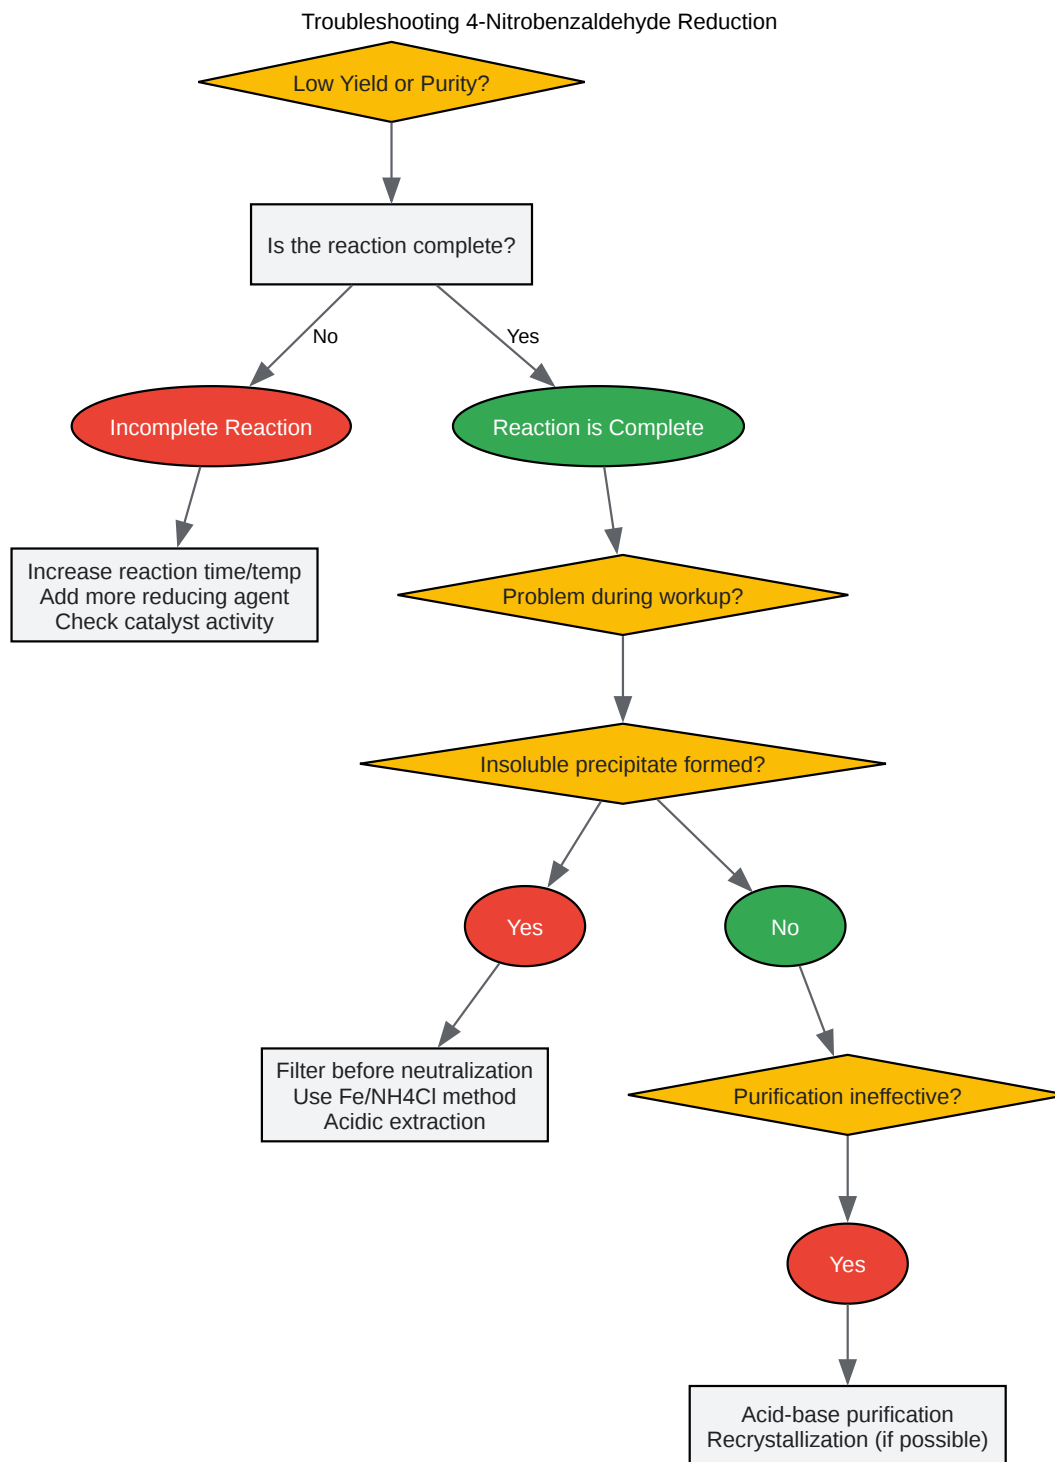 Troubleshooting 4-Nitrobenzaldehyde Reduction
Low Yield or Purity?
Is the reaction complete?
No
Yes
Incomplete Reaction
Reaction is Complete
Increase reaction time/temp
Add more reducing agent
Check catalyst activity
Problem during workup?
Insoluble precipitate formed?
Yes
No
Filter before neutralization
Use Fe/NH4Cl method
Acidic extraction
Purification ineffective?
Yes
Acid-base purification
Recrystallization (if possible)